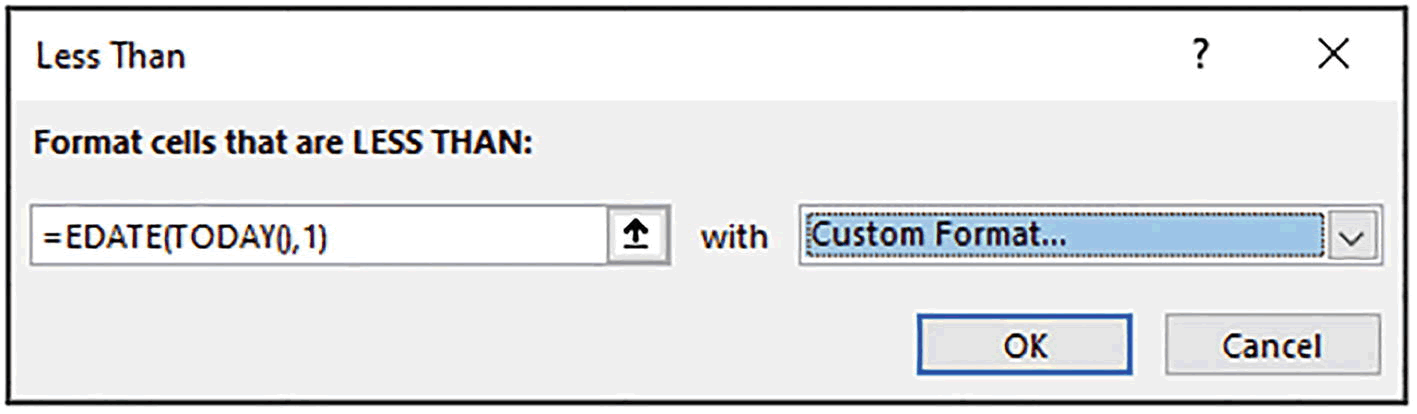 Less Than ?
Format cells that are LESS THAN:
=EDATE(TODAY(),1) with Custom Format...
OK Cancel